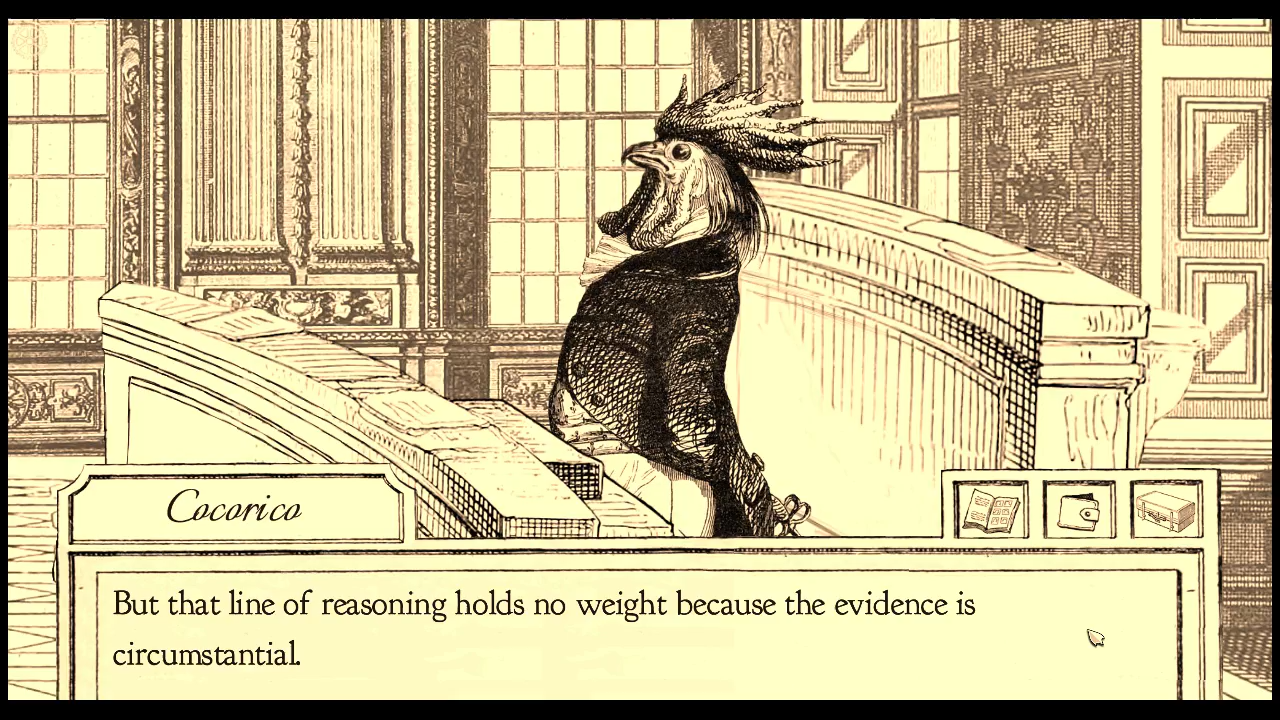 Cocorico
But that line of reasoning holds no weight because the evidence is
circumstantial.